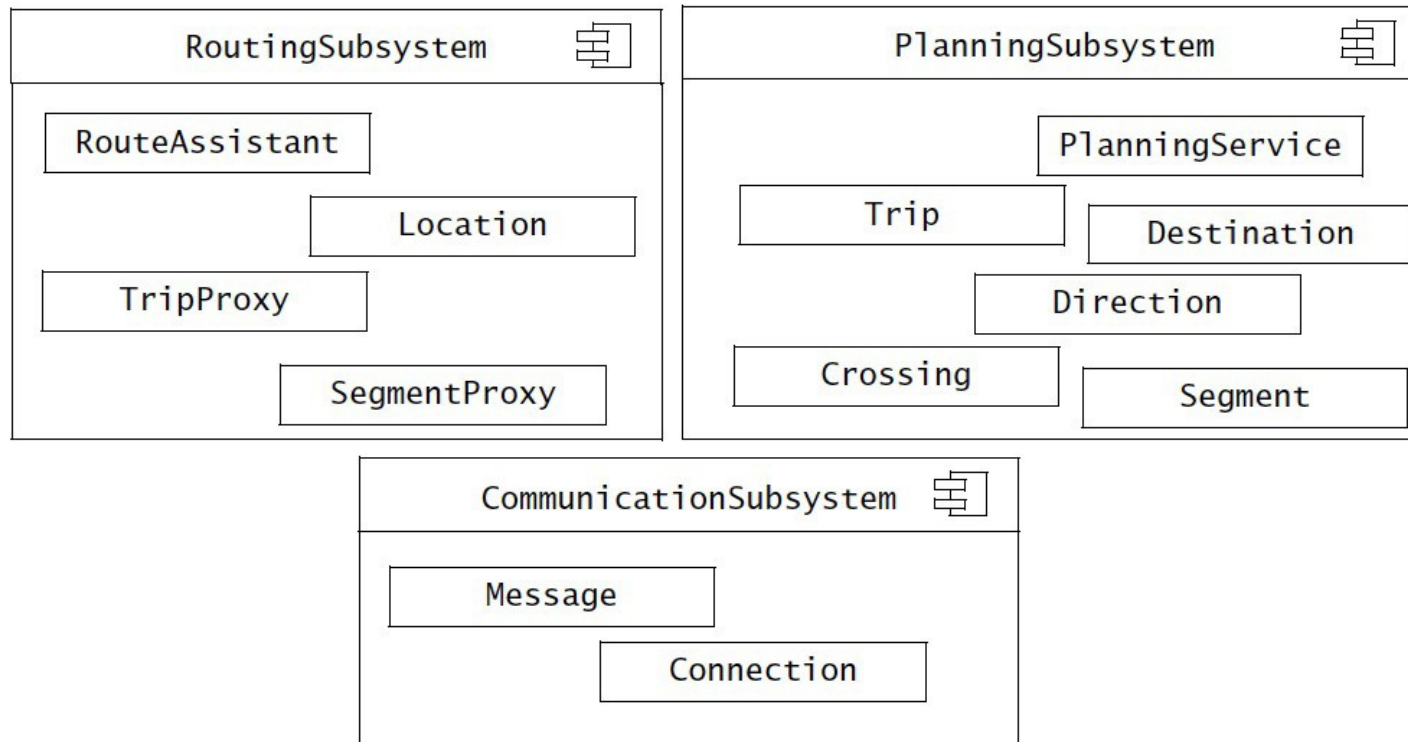 RoutingSubsystem
RouteAssistant
Location
TripProxy
SegmentProxy
PlanningSubsystem
PlanningService
Trip
Destination
Direction
Crossing
Segment
CommunicationSubsystem
Message
Connection